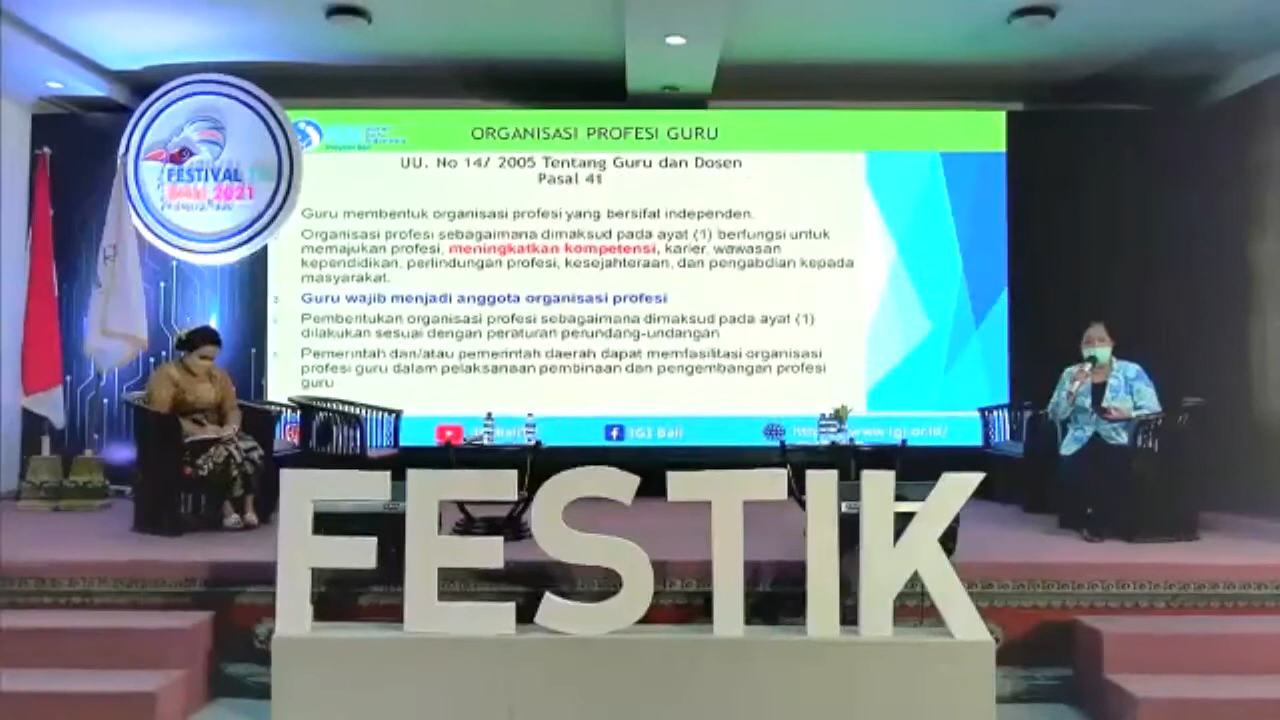 ORGANISASI PROFESI GURU
UU. No 14/ 2005 Tentang Guru dan Dosen
Pasal 41
FESTIVAL
BALI 2021
Guru membentuk organisasi profesi yang bersifat independen.
Organisasi profesi sebagaimana dimaksud pada ayat (1) berfungsi untuk
memajukan profesi, meningkatkan kompetensi, karier, wawasan
kependidikan, perlindungan profesi, kesejahteraan, dan pengabdian kepada
masyarakat.
Guru wajib menjadi anggota organisasi profesi
Pembentukan organisasi profesi sebagaimana dimaksud pada ayat (1)
dilakukan sesuai dengan peraturan perundang-undangan
Pemerintah dan/atau pemerintah daerah dapat memfasilitasi organisasi
profesi guru dalam pelaksanaan pembinaan dan pengembangan profesi
guru
IGI Bali
IGI Bali
FESTIK